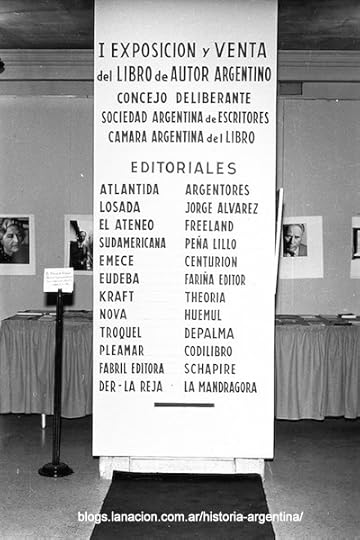 I EXPOSICION y VENTA
del LIBRO de AUTOR ARGENTINO
CONCEJO DELIBERANTE
SOCIEDAD ARGENTINA de ESCRITORES
CAMARA ARGENTINA del LIBRO
EDITORIALES
ATLANTIDA
LOSADA
EL ATENEO
SUDAMERICANA
EMECE
EUDEBA
KRAFT
NOVA
TROQUEL
PLEAMAR
FABRIL EDITORA
DER-LA REJA
ARGENTORES
JORGE ALVAREZ
FREELAND
PEÑA LILLO
CENTURION
FARIÑA EDITOR
THEORIA
HUEMUL
DEPALMA
CODILIBRO
SCHAPIRE
LA MANDRAGORA
blogs.lanacion.com.ar/historia-argentina/